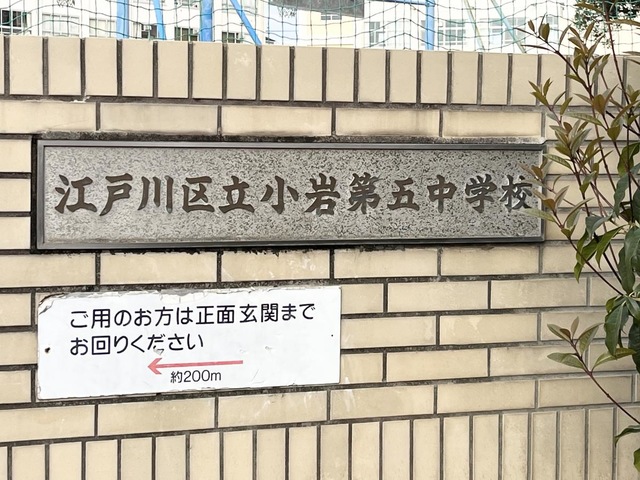 江戸川区立小岩第五中学校
ご用のお方は正面玄関まで
お回りください
約200m